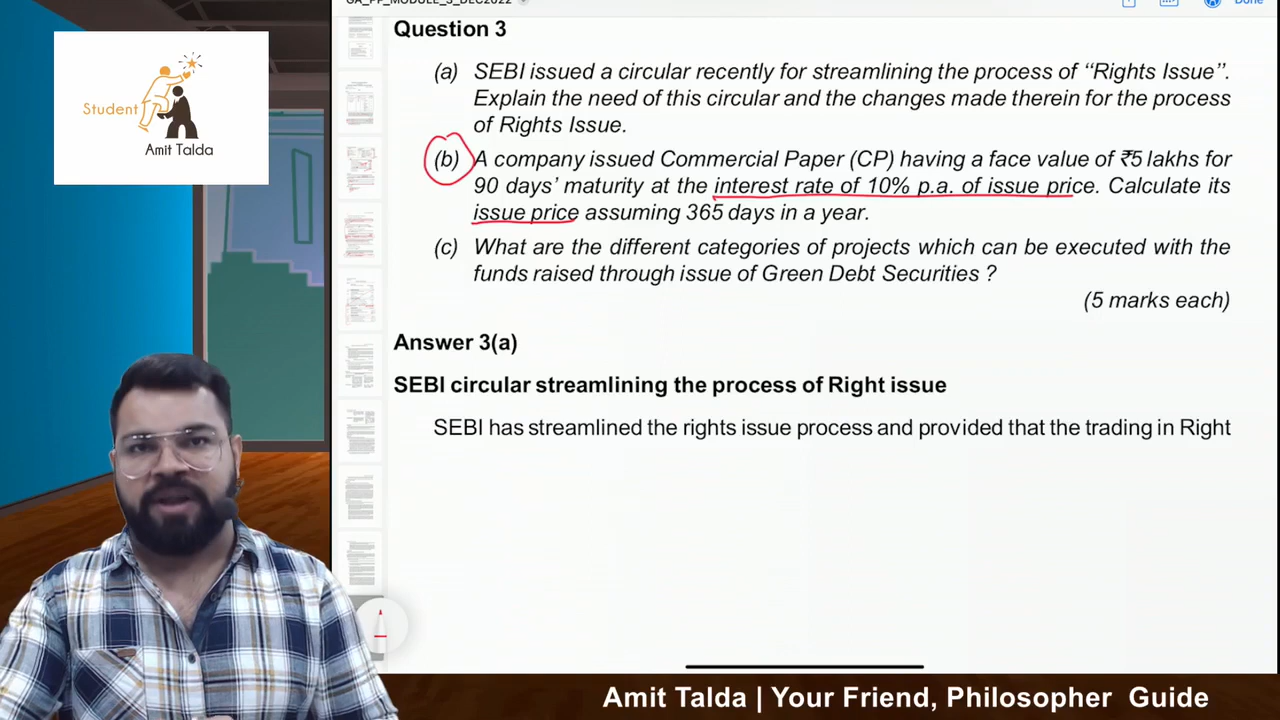 GA_PP_MODULE_3_DEC2022
Done
Question 3
(a) SEBI issued a circular recently for streamlining the process of “Rights Issue”.
Explain the need of this circular and the changes made therein for the process
of Rights Issue.
(b) A company issued Commercial Paper (CP) having a face value of ₹5 lakhs for
90 days’ maturity at the interest rate of 10% p.a. of issue price. Calculate its
issue price assuming 365 days in a year.
(c) What are the different categories of projects which can be executed with the
funds raised through issue of Green Debt Securities ?
(5 marks each)
Answer 3(a)
SEBI circular streamlining the process of Right issue
SEBI has streamlined the rights issue process and provided that the trading in Right
Student
Amit Talda
Amit Talda | Your Friend, Philosopher Guide